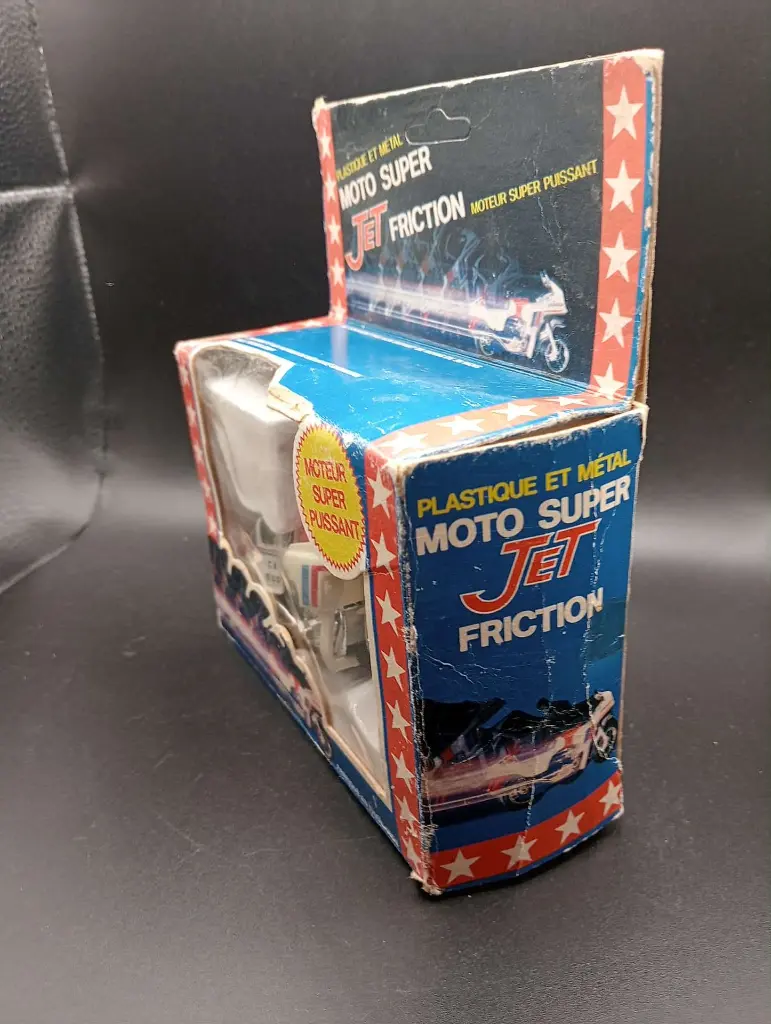 PLASTIQUE ET MÉTAL
MOTO SUPER
JET FRICTION
MOTEUR SUPER PUISSANT
MOTEUR
SUPER
PUISSANT
PLASTIQUE ET MÉTAL
MOTO SUPER
JET
FRICTION